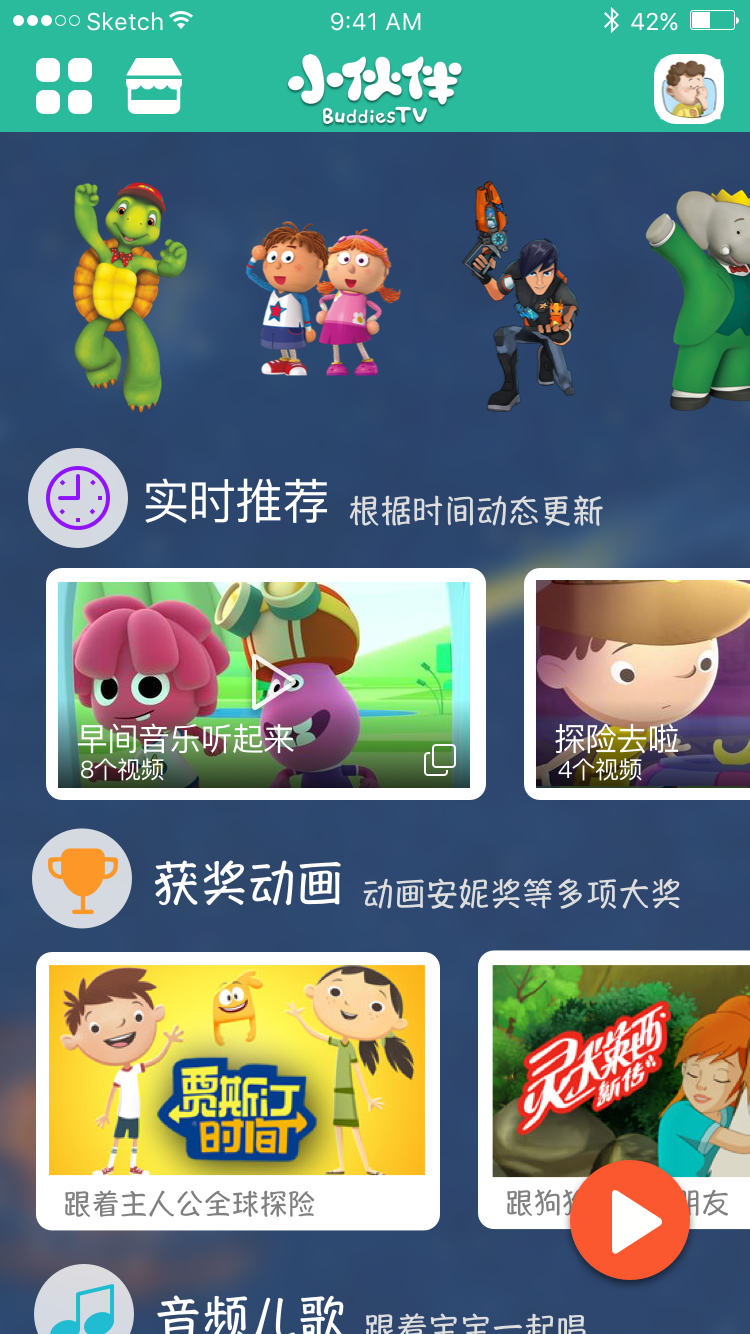 Sketch 9:41 AM 42%
小伙伴
BuddiesTV
实时推荐 根据时间动态更新
早间音乐听起来
8个视频
探险去啦
4个视频
获奖动画 动画安妮奖等多项大奖
贾斯汀
时间
灵犬莱西
新传
跟着主人公全球探险
跟狗 朋友
音频儿歌 跟着宝宝一起唱